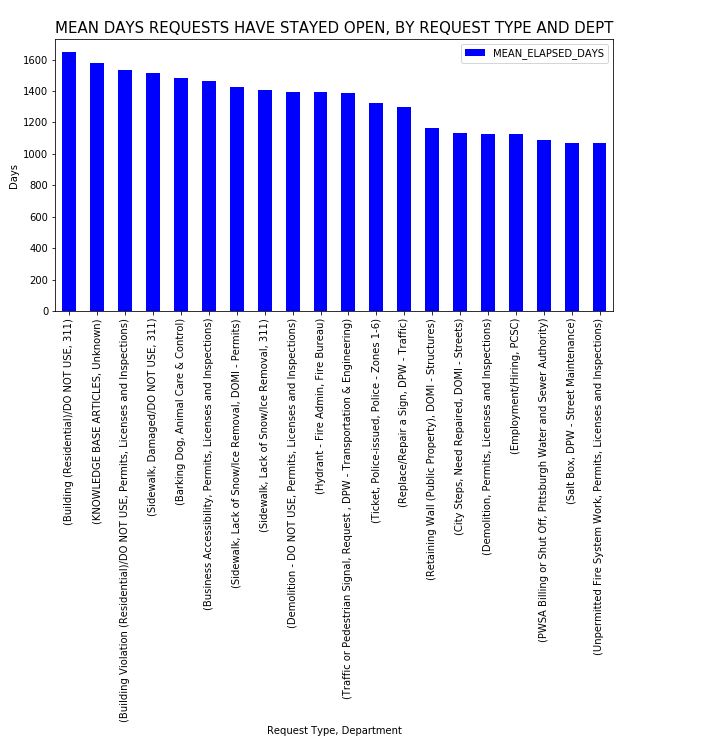 MEAN DAYS REQUESTS HAVE STAYED OPEN, BY REQUEST TYPE AND DEPT
MEAN_ELAPSED_DAYS
Days
1600
1400
1200
1000
800
600
400
200
0
(Building (Residential)/DO NOT USE, 311)
(KNOWLEDGE BASE ARTICLES, Unknown)
(Building Violation (Residential)/DO NOT USE, Permits, Licenses and Inspections)
(Sidewalk, Damaged/DO NOT USE, 311)
(Barking Dog, Animal Care & Control)
(Business Accessibility, Permits, Licenses and Inspections)
(Sidewalk, Lack of Snow/Ice Removal, DOMI - Permits)
(Sidewalk, Lack of Snow/Ice Removal, 311)
(Demolition - DO NOT USE, Permits, Licenses and Inspections)
(Hydrant - Fire Admin, Fire Bureau)
(Traffic or Pedestrian Signal, Request , DPW - Transportation & Engineering)
(Ticket, Police-issued, Police - Zones 1-6)
(Replace/Repair a Sign, DPW - Traffic)
(Retaining Wall (Public Property), DOMI - Structures)
(City Steps, Need Repaired, DOMI - Streets)
(Demolition, Permits, Licenses and Inspections)
(Employment/Hiring, PCSC)
(PWSA Billing or Shut Off, Pittsburgh Water and Sewer Authority)
(Salt Box, DPW - Street Maintenance)
(Unpermitted Fire System Work, Permits, Licenses and Inspections)
Request Type, Department